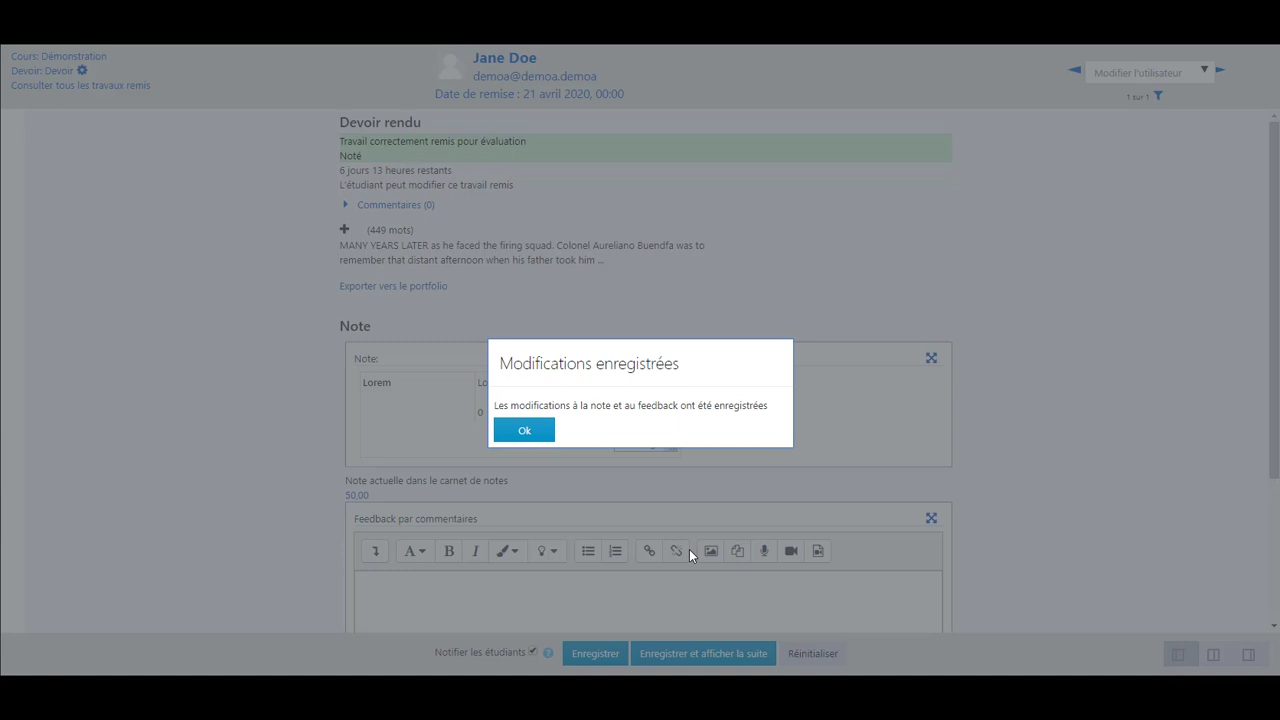 Cours: Démonstration
Devoir: Devoir
Consulter tous les travaux remis
Jane Doe
demoa@demoa.demo
Date de remise : 21 avril 2020, 00:00
Modifier l'utilisateur
1 sur 1
Devoir rendu
Travail correctement remis pour évaluation
Noté
6 jours 13 heures restants
L'étudiant peut modifier ce travail remis
Commentaires (0)
(449 mots)
MANY YEARS LATER as he faced the firing squad. Colonel Aureliano Buendfa was to
remember that distant afternoon when his father took him ...
Exporter vers le portfolio
Note
Note:
Lorem
Lo
0
Modifications enregistrées
Les modifications à la note et au feedback ont été enregistrées
Ok
Note actuelle dans le carnet de notes
50,00
Feedback par commentaires
Notifier les étudiants
Enregistrer
Enregistrer et afficher la suite
Réinitialiser